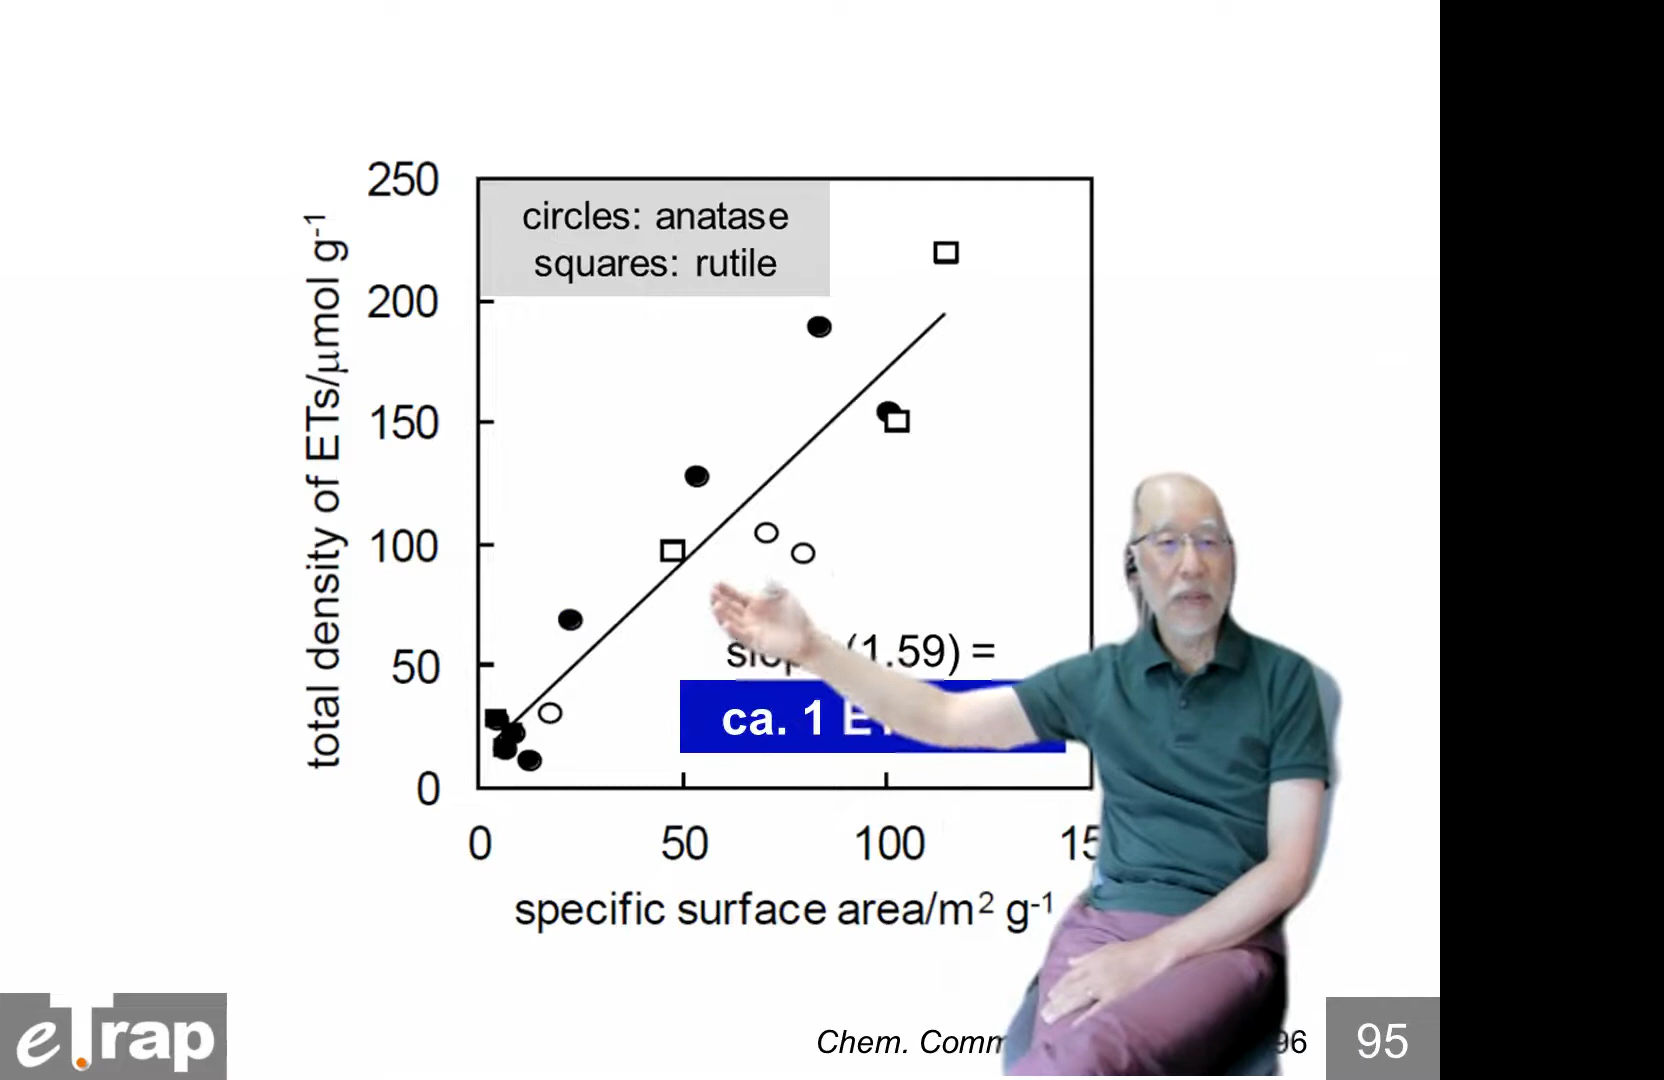 250
200
150
100
50
0
total density of ETs/μmol g-1
circles: anatase
squares: rutile
(1.59) =
ca. 1
0
50
100
specific surface area/m² g-1
eTrap
Chem.
96
95